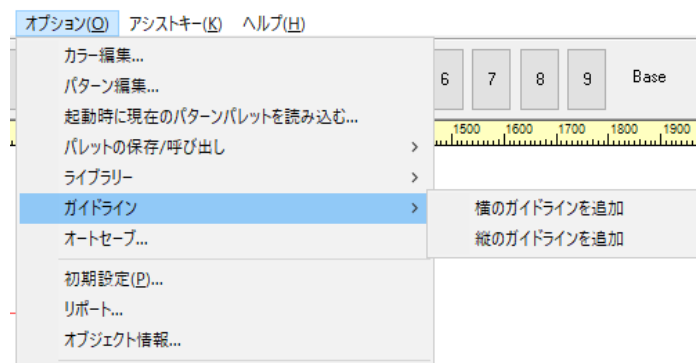 オプション(O) アシストキー(K) ヘルプ(H)
カラー編集...
パターン編集...
6 7 8 9 Base
起動時に現在のパターンパレットを読み込む...
1500 1600 1700 1800 1900
パレットの保存/呼び出し
ライブラリー
ガイドライン
横のガイドラインを追加
オートセーブ...
縦のガイドラインを追加
初期設定(P)...
リポート...
オブジェクト情報...